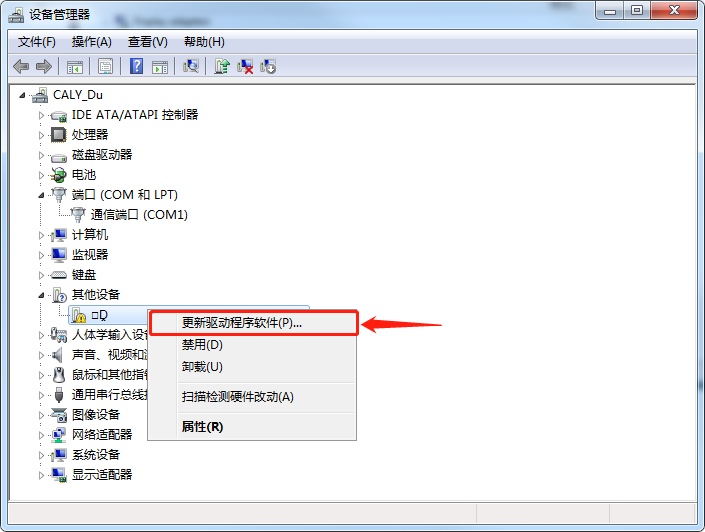 设备管理器
文件(F) 操作(A) 查看(V) 帮助(H)
CALY_Du
IDE ATA/ATAPI 控制器
处理器
磁盘驱动器
电池
端口 (COM 和 LPT)
通信端口 (COM1)
计算机
监视器
键盘
其他设备
更新驱动程序软件(P)...
禁用(D)
卸载(U)
扫描检测硬件改动(A)
属性(R)
人体学输入设
声音、视频和
鼠标和其他指
通用串行总线
图像设备
网络适配器
系统设备
显示适配器